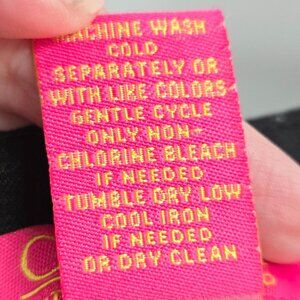 MACHINE WASH
COLD
SEPARATELY OR
WITH LIKE COLORS-
GENTLE CYCLE
ONLY NON-
CHLORINE BLEACH
IF NEEDED
TUMBLE DRY LOW
COOL IRON
IF NEEDED
OR DRY CLEAN